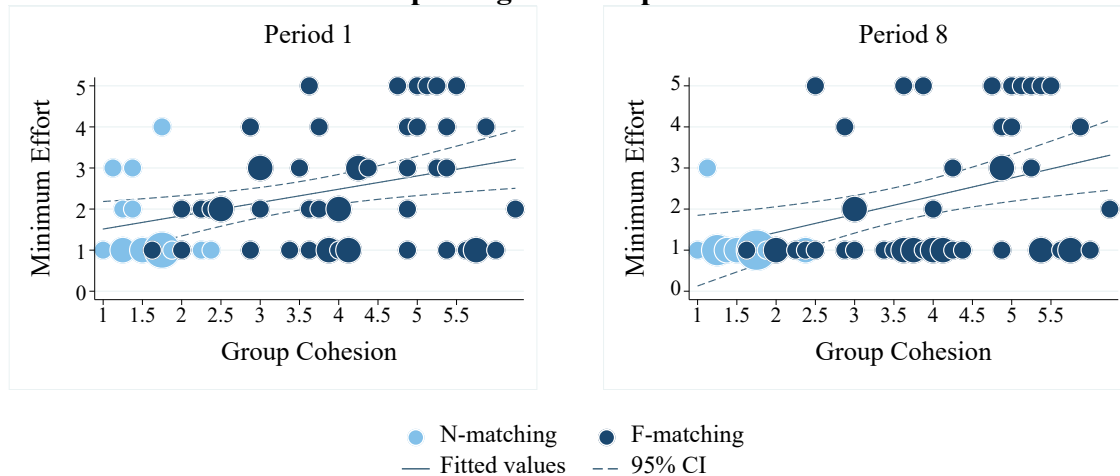 Period 1
Minimum Effort
5
4
3
2
1
0
1 1.5 2 2.5 3 3.5 4 4.5 5 5.5
Group Cohesion
Period 8
Minimum Effort
5
4
3
2
1
0
1 1.5 2 2.5 3 3.5 4 4.5 5 5.5
Group Cohesion
N-matching F-matching
Fitted values 95% CI